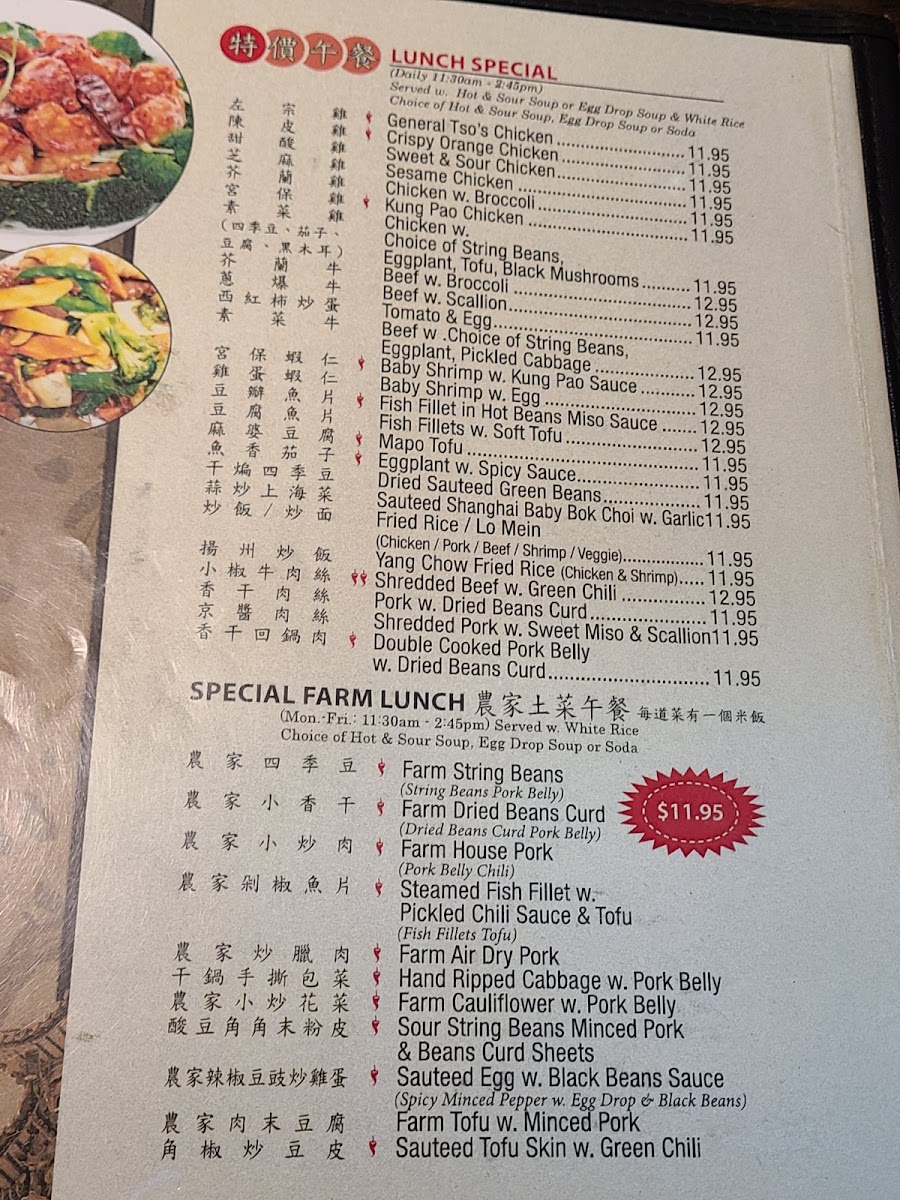 特價午餐 LUNCH SPECIAL
(Daily 11:30am - 2:45pm)
Served w. Hot & Sour Soup or Egg Drop Soup & White Rice
Choice of Hot & Sour Soup, Egg Drop Soup or Soda
左宗雞 General Tso's Chicken 11.95
陳皮雞 Crispy Orange Chicken 11.95
甜酸雞 Sweet & Sour Chicken 11.95
芝麻雞 Sesame Chicken 11.95
芥蘭雞 Chicken w. Broccoli 11.95
宮保雞 Kung Pao Chicken 11.95
素菜雞 Chicken w.
(四季豆、茄子、 Choice of String Beans,
豆腐、黑木耳) Eggplant, Tofu, Black Mushrooms 11.95
芥蘭牛 Beef w. Broccoli 12.95
蔥爆牛 Beef w. Scallion 12.95
西紅柿炒蛋 Tomato & Egg 11.95
素菜牛 Beef w .Choice of String Beans,
Eggplant, Pickled Cabbage 12.95
宮保蝦仁 Baby Shrimp w. Kung Pao Sauce 12.95
雞蛋蝦仁 Baby Shrimp w. Egg 12.95
豆瓣魚片 Fish Fillet in Hot Beans Miso Sauce 12.95
豆腐魚片 Fish Fillets w. Soft Tofu 12.95
麻婆豆腐 Mapo Tofu 11.95
魚香茄子 Eggplant w. Spicy Sauce 11.95
干煸四季豆 Dried Sauteed Green Beans 11.95
蒜炒上海菜 Sauteed Shanghai Baby Bok Choi w. Garlic 11.95
炒飯/炒面 Fried Rice / Lo Mein
(Chicken / Pork / Beef / Shrimp / Veggie) 11.95
揚州炒飯 Yang Chow Fried Rice (Chicken & Shrimp) 11.95
小椒牛肉絲 Shredded Beef w. Green Chili 12.95
香干肉絲 Pork w. Dried Beans Curd 11.95
京醬肉絲 Shredded Pork w. Sweet Miso & Scallion 11.95
香干回鍋肉 Double Cooked Pork Belly
w. Dried Beans Curd 11.95
SPECIAL FARM LUNCH 農家土菜午餐 每道菜有一個米飯
(Mon.-Fri.: 11:30am - 2:45pm) Served w. White Rice
Choice of Hot & Sour Soup, Egg Drop Soup or Soda
農家四季豆 Farm String Beans
(String Beans Pork Belly)
農家小香干 Farm Dried Beans Curd
$11.95
(Dried Beans Curd Pork Belly)
農家小炒肉 Farm House Pork
(Pork Belly Chili)
農家剁椒魚片 Steamed Fish Fillet w.
Pickled Chili Sauce & Tofu
(Fish Fillets Tofu)
農家炒臘肉 Farm Air Dry Pork
干鍋手撕包菜 Hand Ripped Cabbage w. Pork Belly
農家小炒花菜 Farm Cauliflower w. Pork Belly
酸豆角角末粉皮 Sour String Beans Minced Pork
& Beans Curd Sheets
農家辣椒豆豉炒雞蛋 Sauteed Egg w. Black Beans Sauce
(Spicy Minced Pepper w. Egg Drop & Black Beans)
農家肉末豆腐 Farm Tofu w. Minced Pork
角椒炒豆皮 Sauteed Tofu Skin w. Green Chili